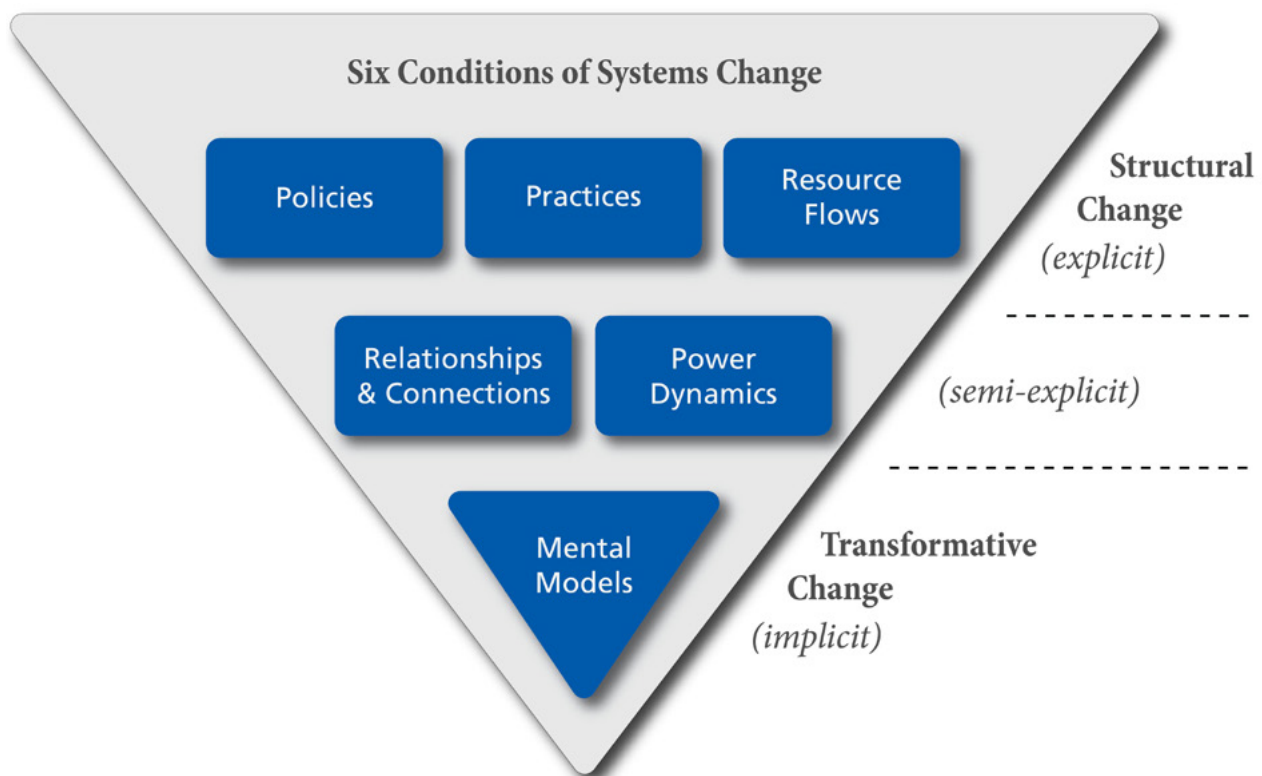 Six Conditions of Systems Change
Policies
Practices
Resource
Flows
Structural
Change
(explicit)
Relationships
& Connections
Power
Dynamics
(semi-explicit)
Mental
Models
Transformative
Change
(implicit)